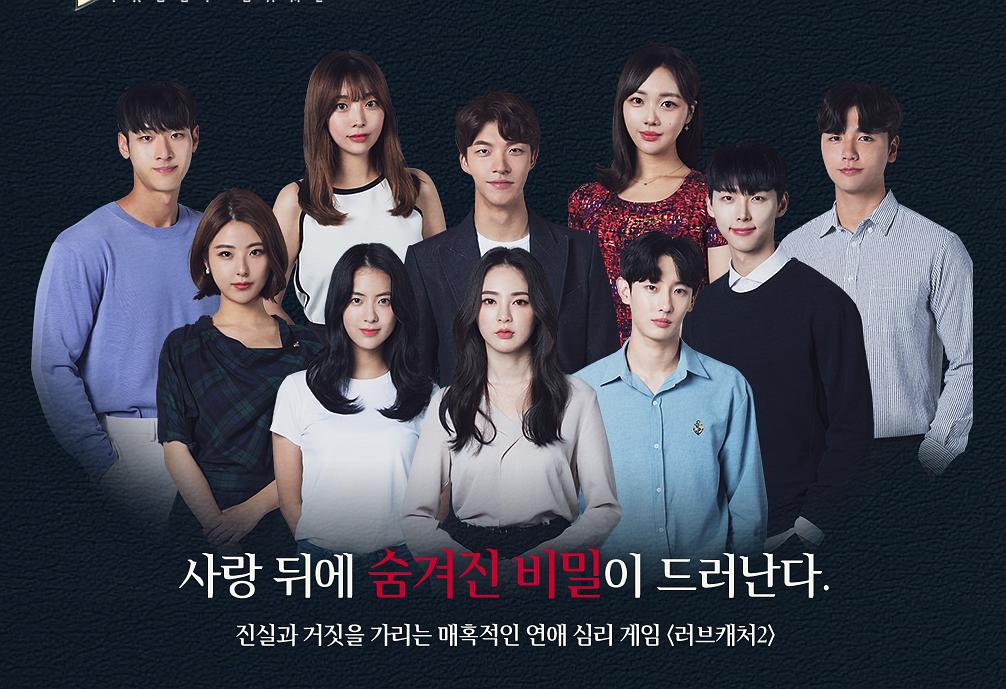 사랑 뒤에 숨겨진 비밀이 드러난다.
진실과 거짓을 가리는 매혹적인 연애 심리 게임 〈러브캐처2〉